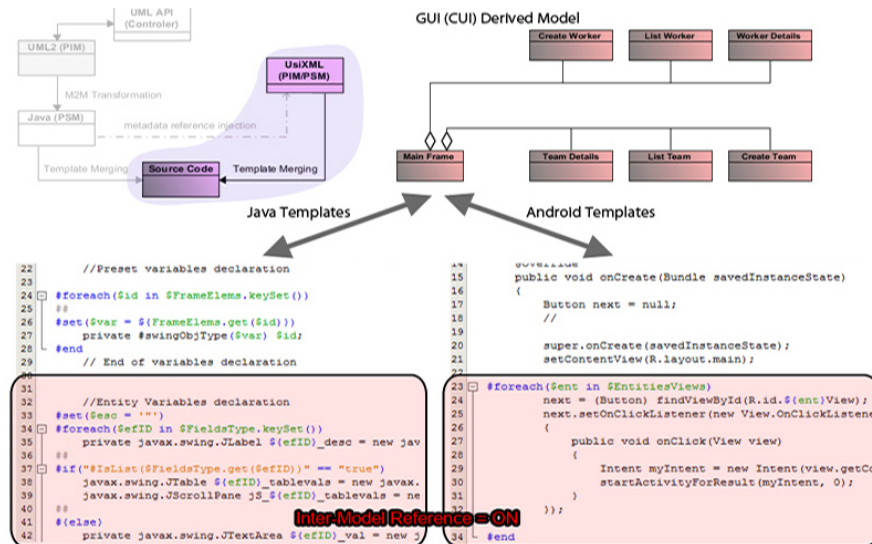 UML API
(Controler)
UML2 (PIM)
M2M Transformation
Java (PSM)
metadata reference injection
Template Merging
UsiXML
(PIM/PSM)
Source Code
Template Merging
GUI (CUI) Derived Model
Create Worker
List Worker
Worker Details
Main Frame
Team Details
List Team
Create Team
Java Templates
Android Templates
22 //Preset variables declaration
23
24 #foreach($id in $FrameElems.keySet())
25 ##
26 #set($var = $(FrameElems.get($id)))
27 private #swingObjType($var) $id;
28 #end
29 // End of variables declaration
30
31
32 //Entity Variables declaration
33 #set($esc = '"')
34 #foreach($efID in $FieldsType.keySet())
35 private javax.swing.JLabel ${efID}_desc = new jav
36 ##
37 #if("#IsList($FieldsType.get($efID))" == "true")
38 javax.swing.JTable ${efID}_tablevals = new javax.
39 javax.swing.JScrollPane jS_${efID}_tablevals = ne
40 ##
41 #(else)
42 private javax.swing.JTextArea ${efID}_val = new j
14 @Override
15 public void onCreate(Bundle savedInstanceState)
16 {
17 Button next = null;
18 //
20 super.onCreate(savedInstanceState);
21 setContentView(R.layout.main);
22
23 #foreach($ent in $EntitiesViews)
24 next = (Button) findViewById(R.id.${ent}View);
25 next.setOnClickListener(new View.OnClickListene
26 {
27 public void onClick(View view)
28 {
29 Intent myIntent = new Intent(view.getCo
30 startActivityForResult(myIntent, 0);
31 }
32 });
33
34 #end
Inter-Model Reference = ON